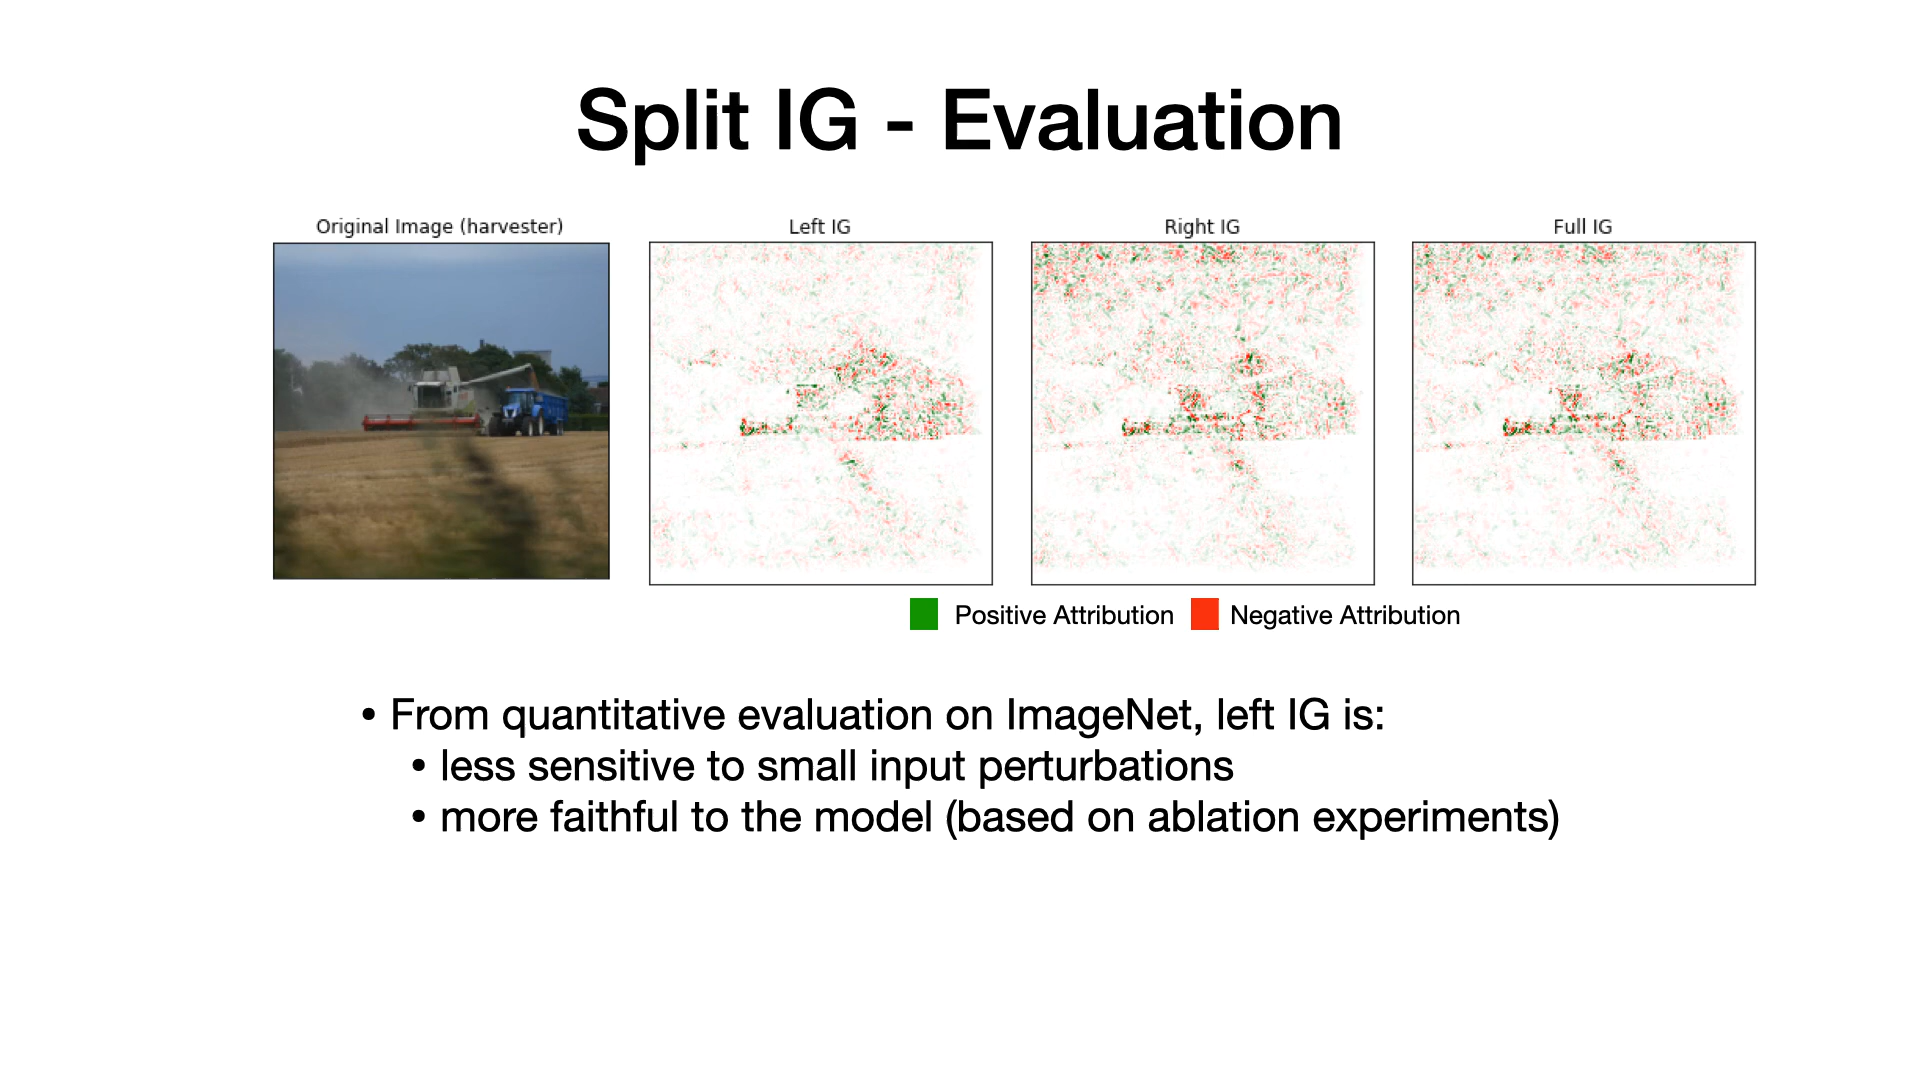 Split IG - Evaluation
Original Image (harvester)
Left IG
Right IG
Full IG
Positive Attribution
Negative Attribution
• From quantitative evaluation on ImageNet, left IG is:
• less sensitive to small input perturbations
• more faithful to the model (based on ablation experiments)